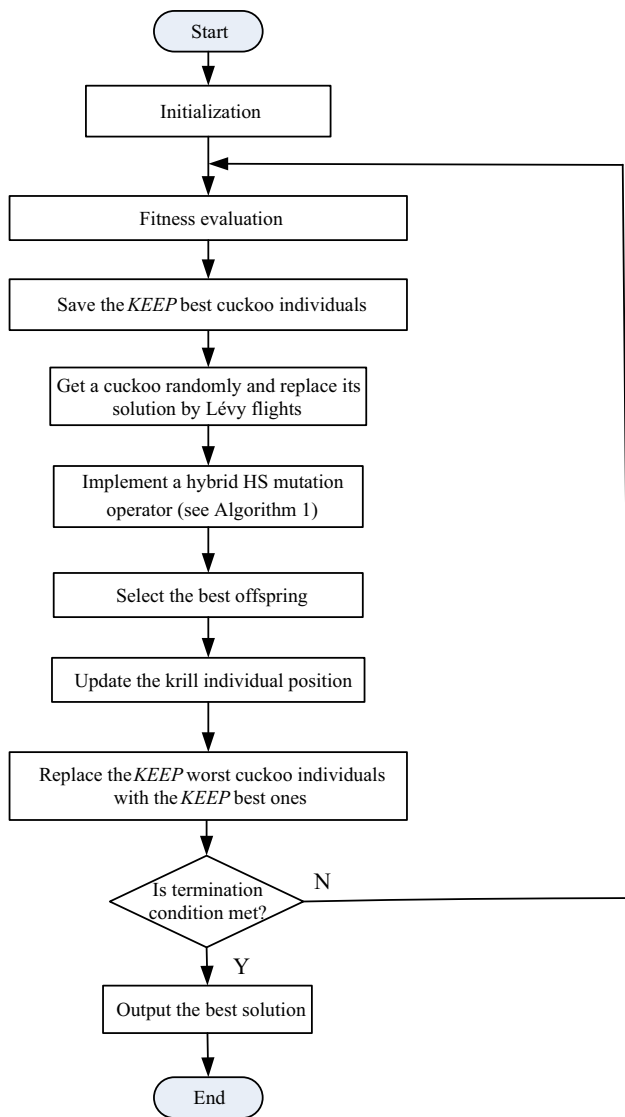 Start
Initialization
Fitness evaluation
Save the KEEP best cuckoo individuals
Get a cuckoo randomly and replace its
solution by Lévy flights
Implement a hybrid HS mutation
operator (see Algorithm 1)
Select the best offspring
Update the krill individual position
Replace the KEEP worst cuckoo individuals
with the KEEP best ones
Is termination
condition met?
N
Y
Output the best solution
End